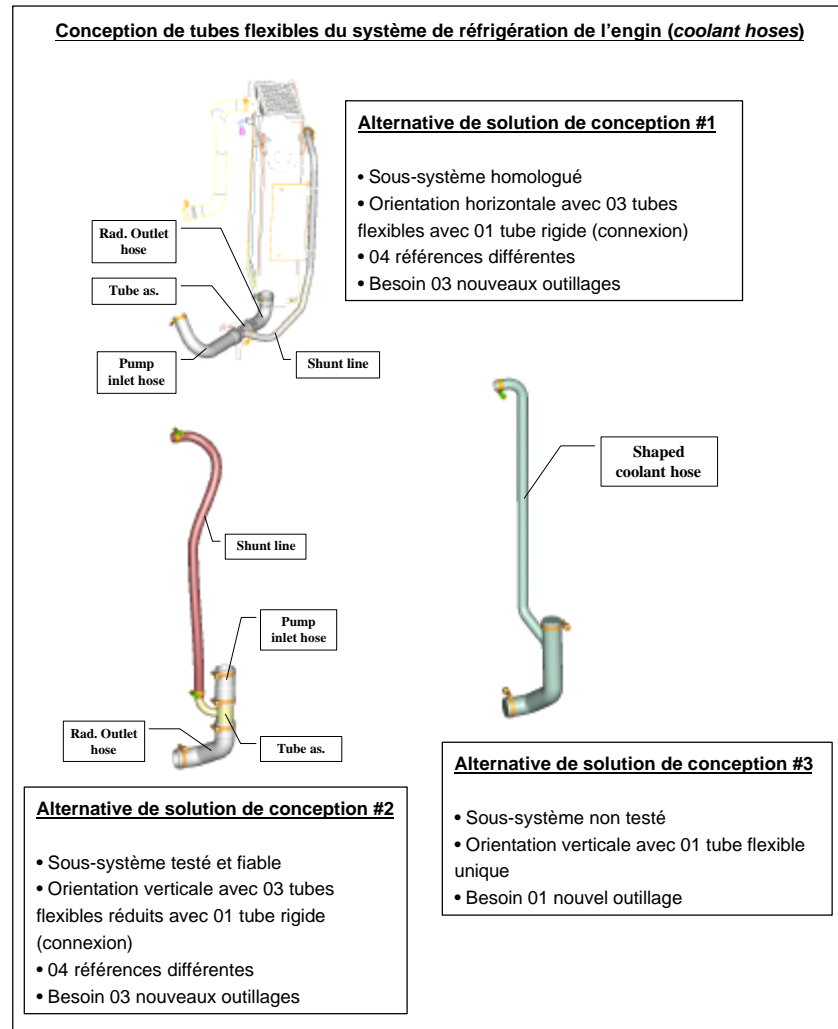 Conception de tubes flexibles du système de réfrigération de l'engin (coolant hoses)
Alternative de solution de conception #1
• Sous-système homologué
• Orientation horizontale avec 03 tubes
flexibles avec 01 tube rigide (connexion)
• 04 références différentes
• Besoin 03 nouveaux outillages
Rad. Outlet
hose
Tube as.
Pump
inlet hose
Shunt line
Shaped
coolant hose
Shunt line
Pump
inlet hose
Rad. Outlet
hose
Tube as.
Alternative de solution de conception #2
• Sous-système testé et fiable
• Orientation verticale avec 03 tubes
flexibles réduits avec 01 tube rigide
(connexion)
• 04 références différentes
• Besoin 03 nouveaux outillages
Alternative de solution de conception #3
• Sous-système non testé
• Orientation verticale avec 01 tube flexible
unique
• Besoin 01 nouvel outillage